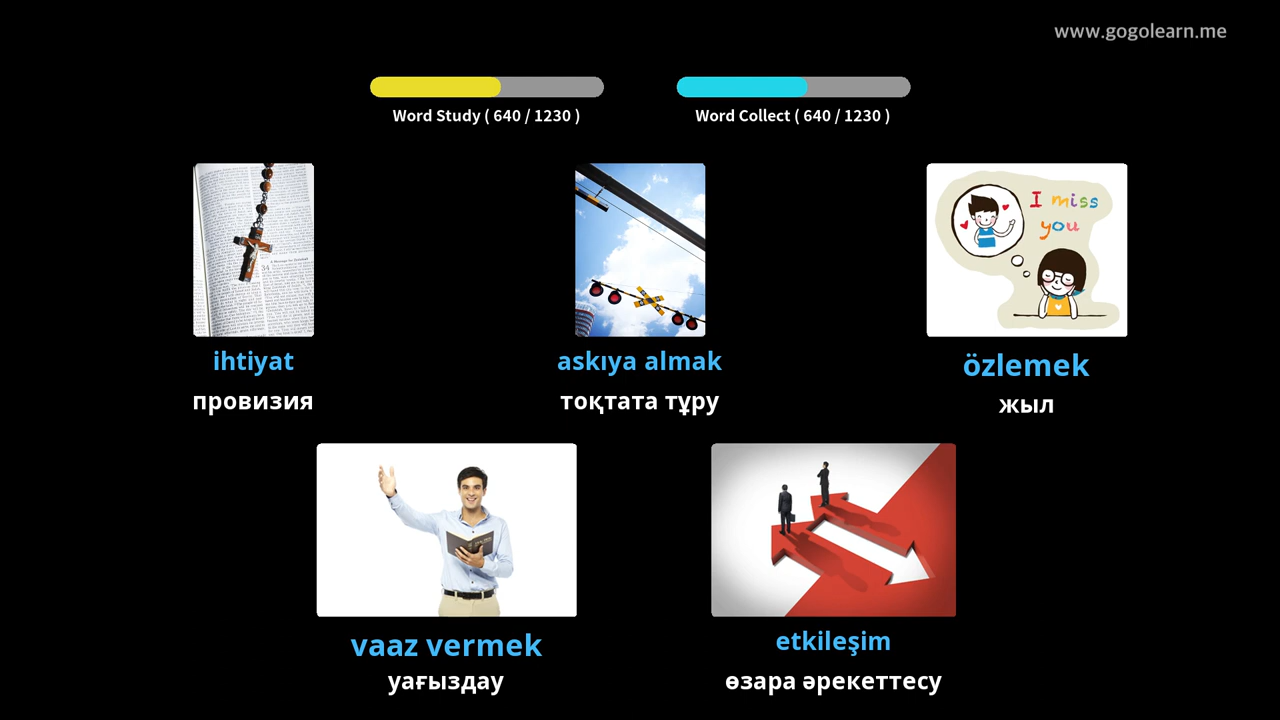 www.gogolearn.me
Word Study ( 640 / 1230 )
Word Collect ( 640 / 1230 )
I miss
you
ihtiyat
провизия
askıya almak
тоқтата тұру
özlemek
жыл
vaaz vermek
уағыздау
etkileşim
өзара әрекеттесу